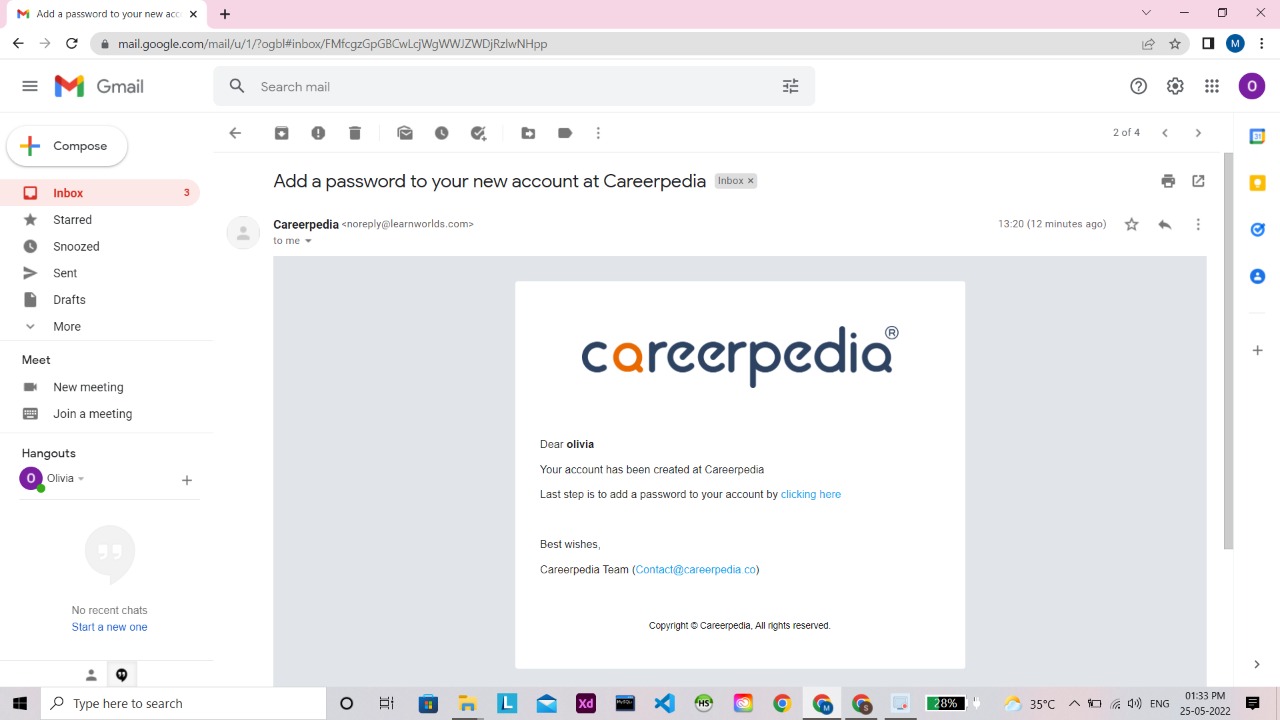 Add a password to your new acc
mail.google.com/mail/u/1/?ogbl#inbox/FMfcgzGpGBCwLcjWgWWJZWDjRzlwNHpp
M
Gmail
Search mail
O
Compose
2 of 4
31
Inbox 3
Starred
Snoozed
Sent
Drafts
More
Meet
New meeting
Join a meeting
Hangouts
O Olivia
No recent chats
Start a new one
Add a password to your new account at Careerpedia Inbox ×
Careerpedia <noreply@learnworlds.com> 13:20 (12 minutes ago)
to me
careerpedia®
Dear olivia
Your account has been created at Careerpedia
Last step is to add a password to your account by clicking here
Best wishes,
Careerpedia Team (Contact@careerpedia.co)
Copyright © Careerpedia, All rights reserved.
Type here to search
L
Xd
MySQL
HS
M
S
28%
35°C
ENG
01:33 PM
25-05-2022